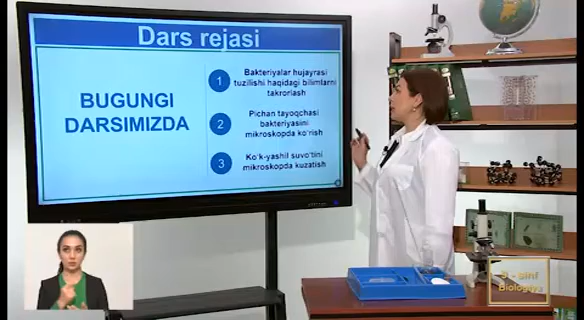 Dars rejasi
BUGUNGI
DARSIMIZDA
1
Bakteriyalar hujayrasi
tuzilishi haqidagi bilimlarni
takrorlash
2
Pichan tayoqchasi
bakteriyasini
mikroskopda ko'rish
3
Ko'k-yashil suvo'tini
mikroskopda kuzatish
sinf
Biologiya